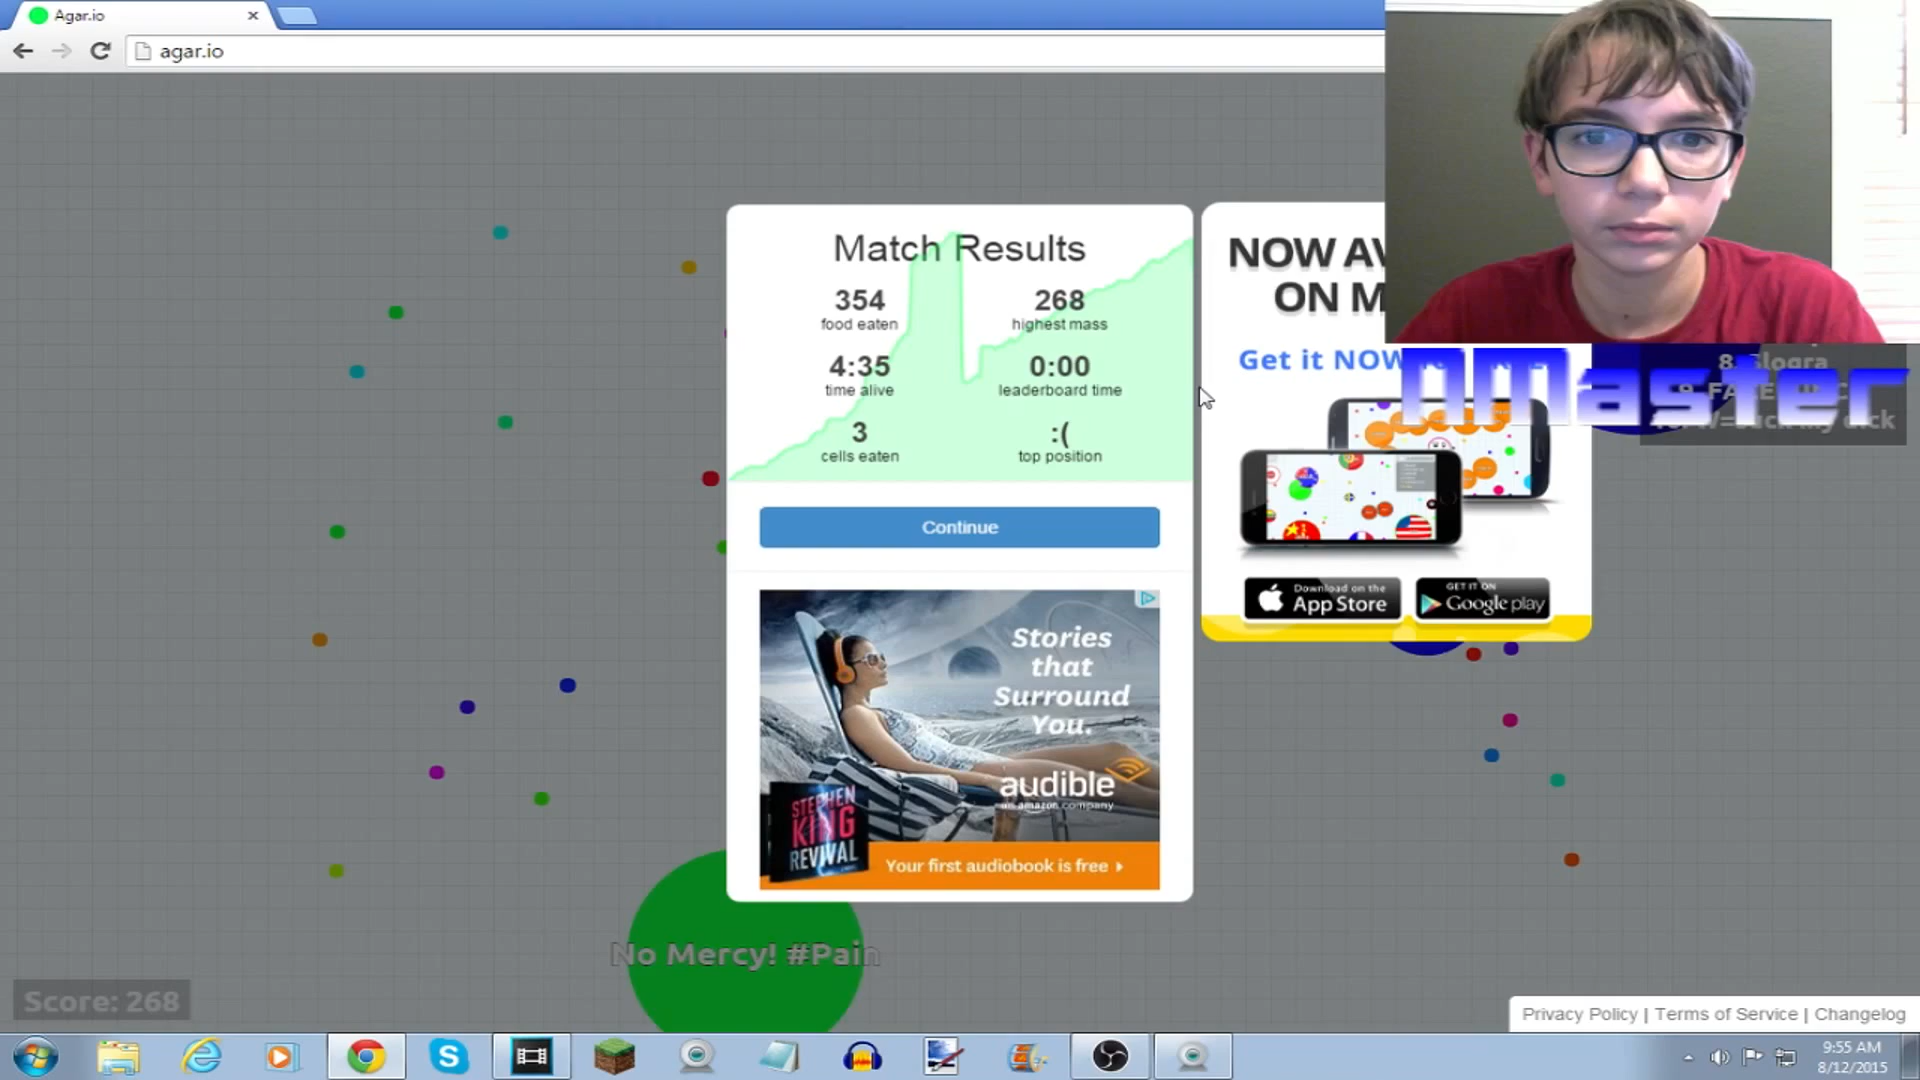 Agar.io
agar.io
Match Results
354
food eaten
268
highest mass
4:35
time alive
0:00
leaderboard time
3
cells eaten
:(
top position
Continue
Stories
that
Surround
You.
audible
an amazon company
STEPHEN
KING
REVIVAL
Your first audiobook is free
NOW
ON
Get it NOW
DMaster
Download on the
App Store
GET IT ON
Google play
No Mercy! #Pain
Score: 268
Privacy Policy | Terms of Service | Changelog
9:55 AM
8/12/2015